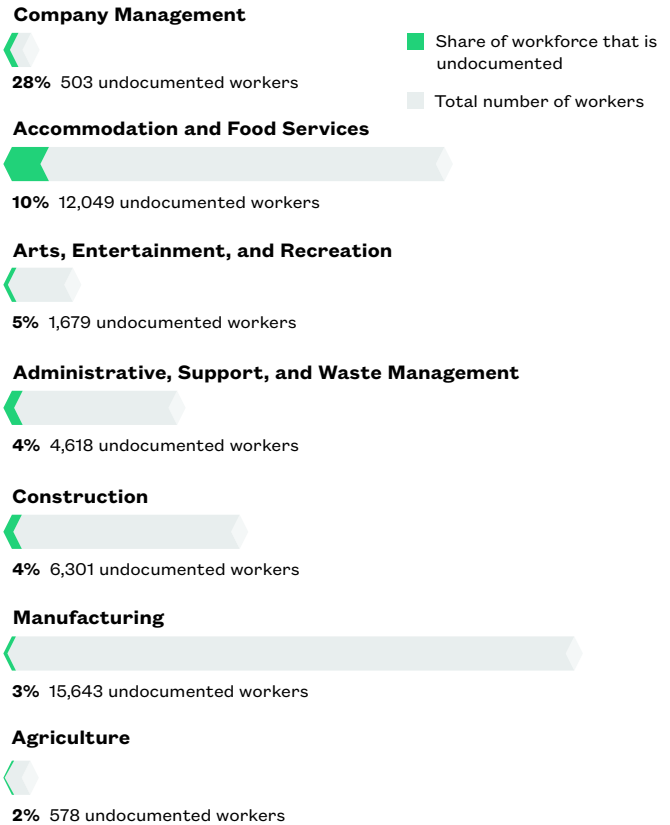 Company Management
Share of workforce that is
undocumented
28% 503 undocumented workers
Total number of workers
Accommodation and Food Services
10% 12,049 undocumented workers
Arts, Entertainment, and Recreation
5% 1,679 undocumented workers
Administrative, Support, and Waste Management
4% 4,618 undocumented workers
Construction
4% 6,301 undocumented workers
Manufacturing
3% 15,643 undocumented workers
Agriculture
2% 578 undocumented workers